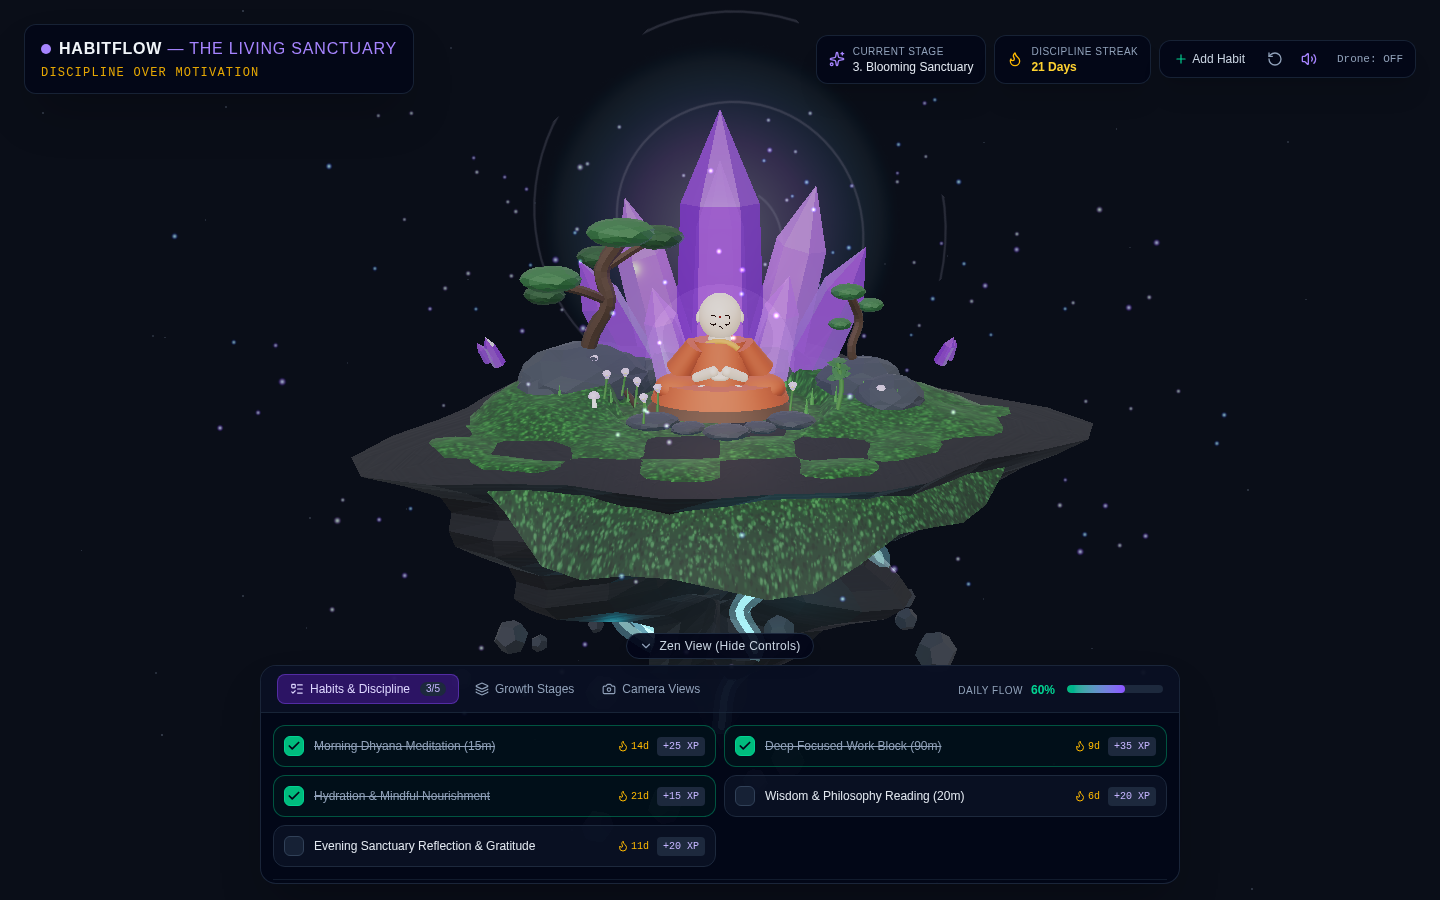 HABITFLOW — THE LIVING SANCTUARY
DISCIPLINE OVER MOTIVATION
CURRENT STAGE
3. Blooming Sanctuary
DISCIPLINE STREAK
21 Days
Add Habit
Drone: OFF
Zen View (Hide Controls)
Habits & Discipline 3/5
Growth Stages
Camera Views
DAILY FLOW 60%
Morning Dhyana Meditation (15m) 14d +25 XP
Deep Focused Work Block (90m) 9d +35 XP
Hydration & Mindful Nourishment 21d +15 XP
Wisdom & Philosophy Reading (20m) 6d +20 XP
Evening Sanctuary Reflection & Gratitude 11d +20 XP